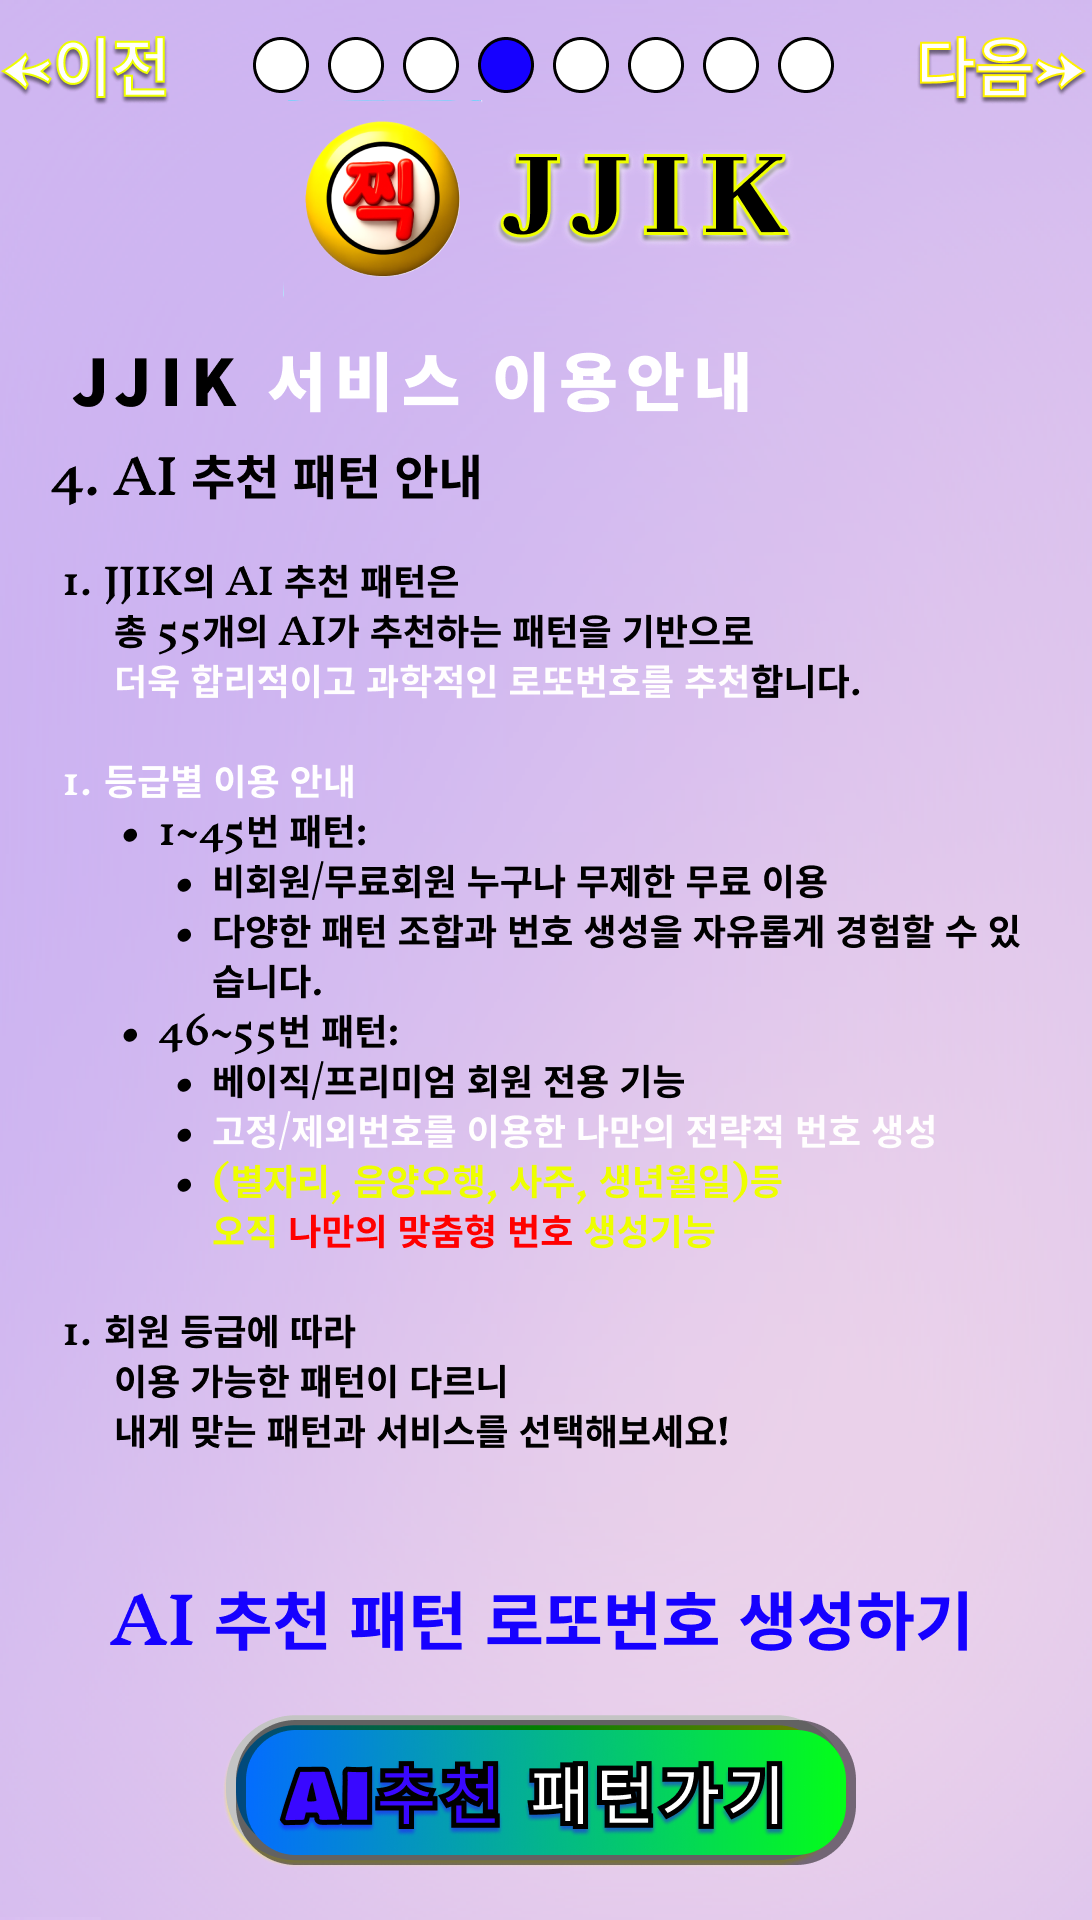 이전
다음
찍 JJIK
JJIK 서비스 이용안내
4. AI 추천 패턴 안내
1. JJIK의 AI 추천 패턴은
총 55개의 AI가 추천하는 패턴을 기반으로
더욱 합리적이고 과학적인 로또번호를 추천합니다.
1. 등급별 이용 안내
• 1~45번 패턴:
• 비회원/무료회원 누구나 무제한 무료 이용
• 다양한 패턴 조합과 번호 생성을 자유롭게 경험할 수 있
습니다.
• 46~55번 패턴:
• 베이직/프리미엄 회원 전용 기능
• 고정/제외번호를 이용한 나만의 전략적 번호 생성
• (별자리, 음양오행, 사주, 생년월일)등
오직 나만의 맞춤형 번호 생성기능
1. 회원 등급에 따라
이용 가능한 패턴이 다르니
내게 맞는 패턴과 서비스를 선택해보세요!
AI 추천 패턴 로또번호 생성하기
AI추천 패턴가기